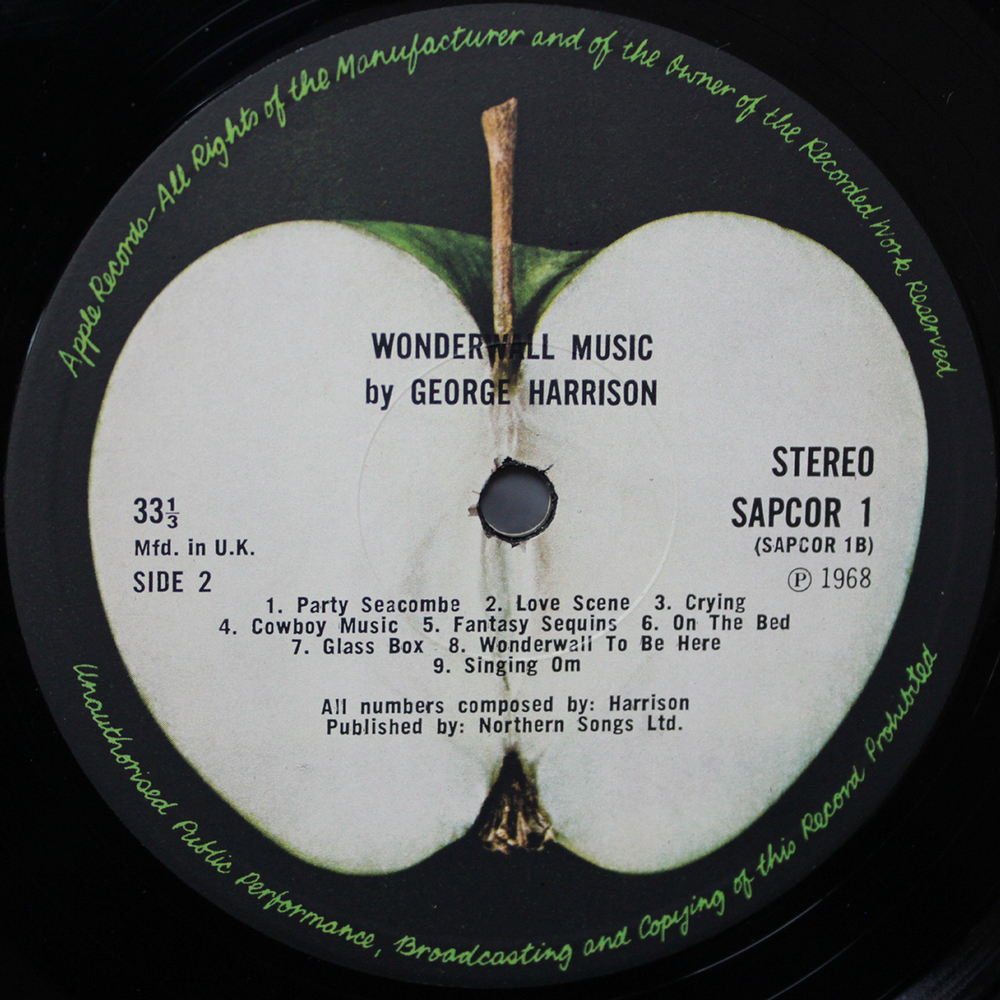 Apple Records - All Rights of the Manufacturer and of the Owner of the Recorded Work Reserved
WONDERWALL MUSIC
by GEORGE HARRISON
STEREO
33⅓
SAPCOR 1
Mfd. in U.K.
(SAPCOR 1B)
SIDE 2
Ⓟ 1968
1. Party Seacombe 2. Love Scene 3. Crying
4. Cowboy Music 5. Fantasy Sequins 6. On The Bed
7. Glass Box 8. Wonderwall To Be Here
9. Singing Om
All numbers composed by: Harrison
Published by: Northern Songs Ltd.
Unauthorised Public Performance, Broadcasting and Copying of this Record Prohibited